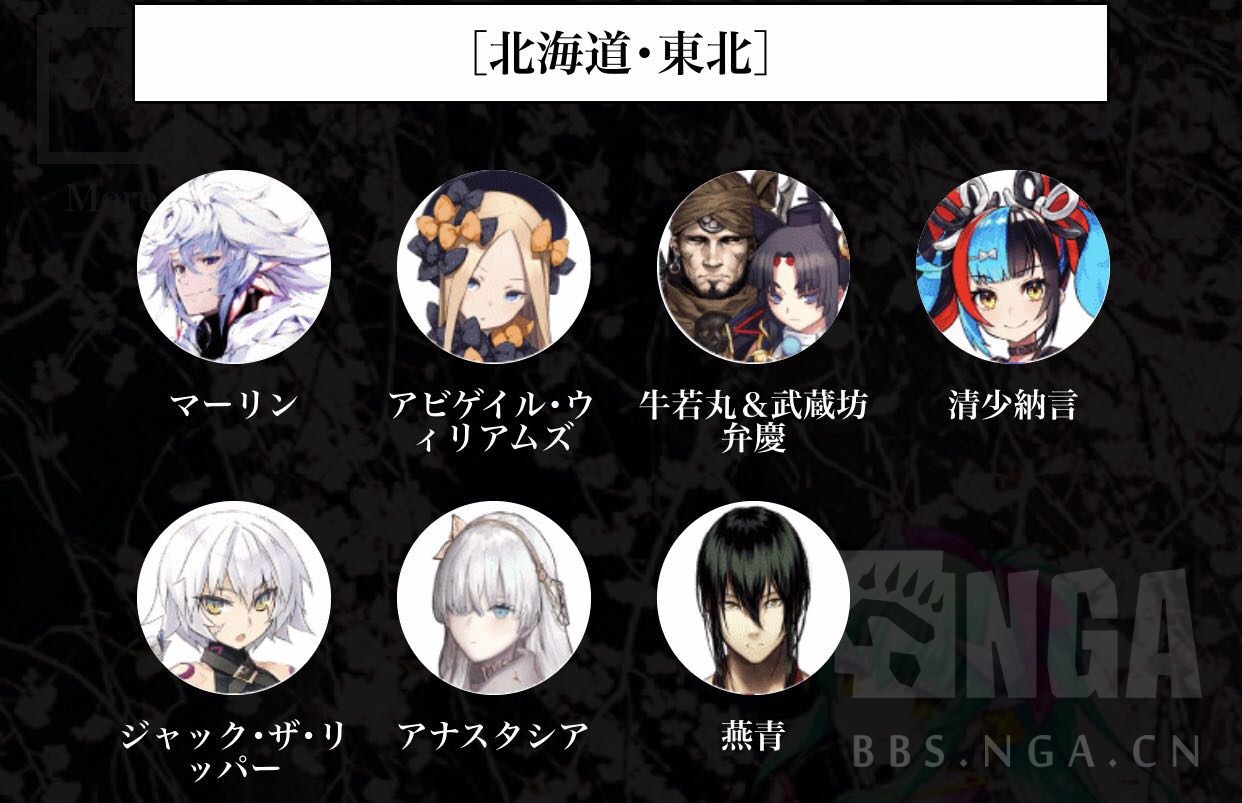 [北海道・東北]
More
マーリン
アビゲイル・ウ
ィリアムズ
牛若丸&武蔵坊
弁慶
清少納言
ジャック・ザ・リ
ッパー
アナスタシア
燕青
NGA
BBS.NGA.CN